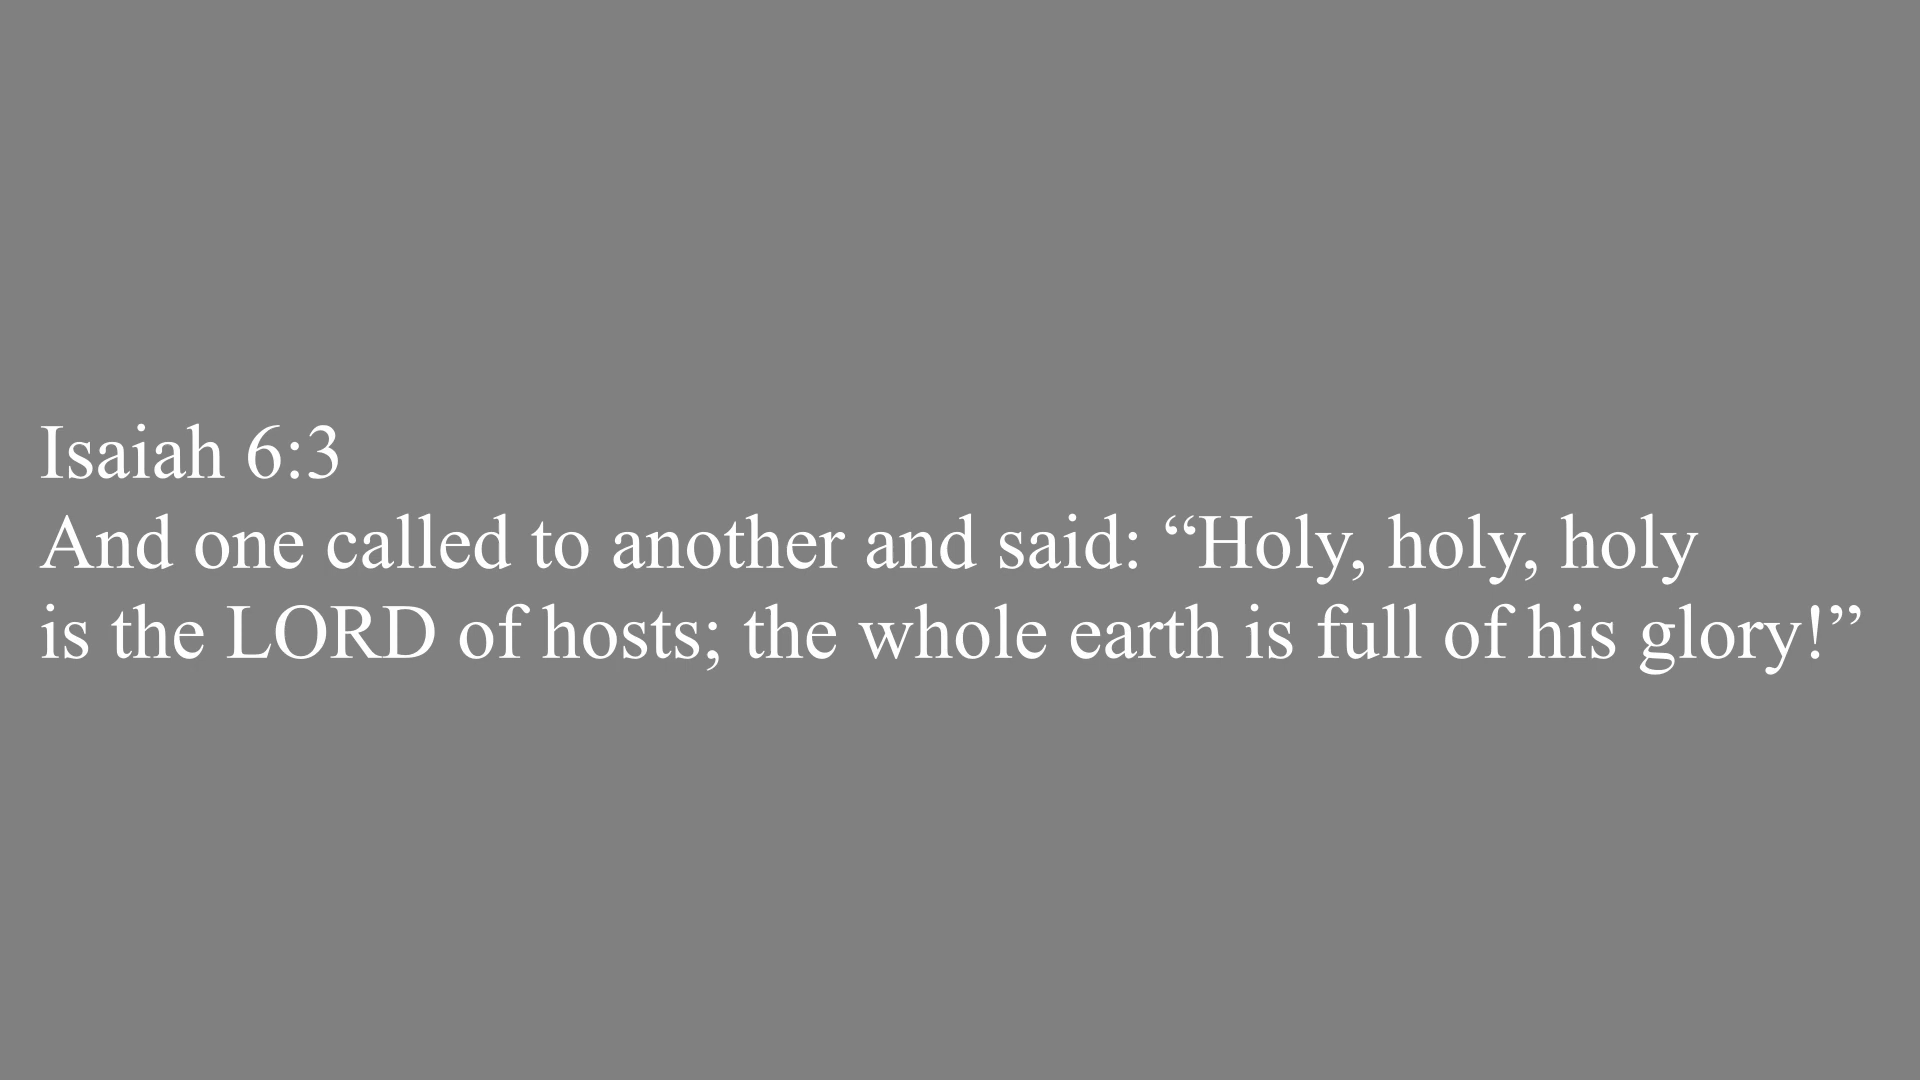 Isaiah 6:3
And one called to another and said: “Holy, holy, holy
is the LORD of hosts; the whole earth is full of his glory!”